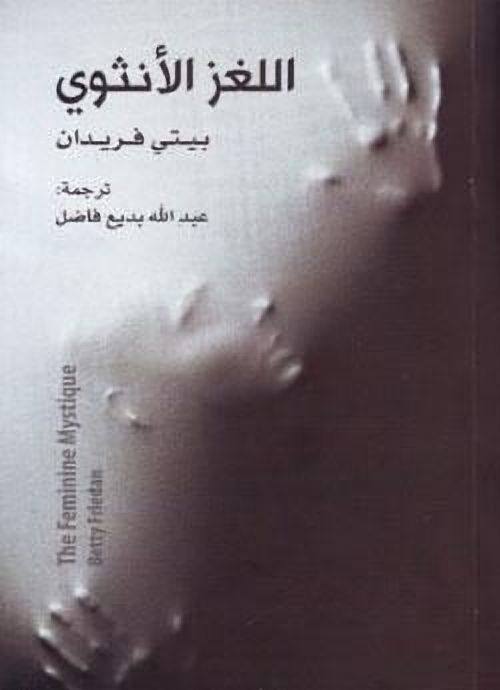 اللغز الأنثوي
بيتي فريدان
ترجمة:
عبد الله بديع فاضل
The Feminine Mystique
Betty Friedan